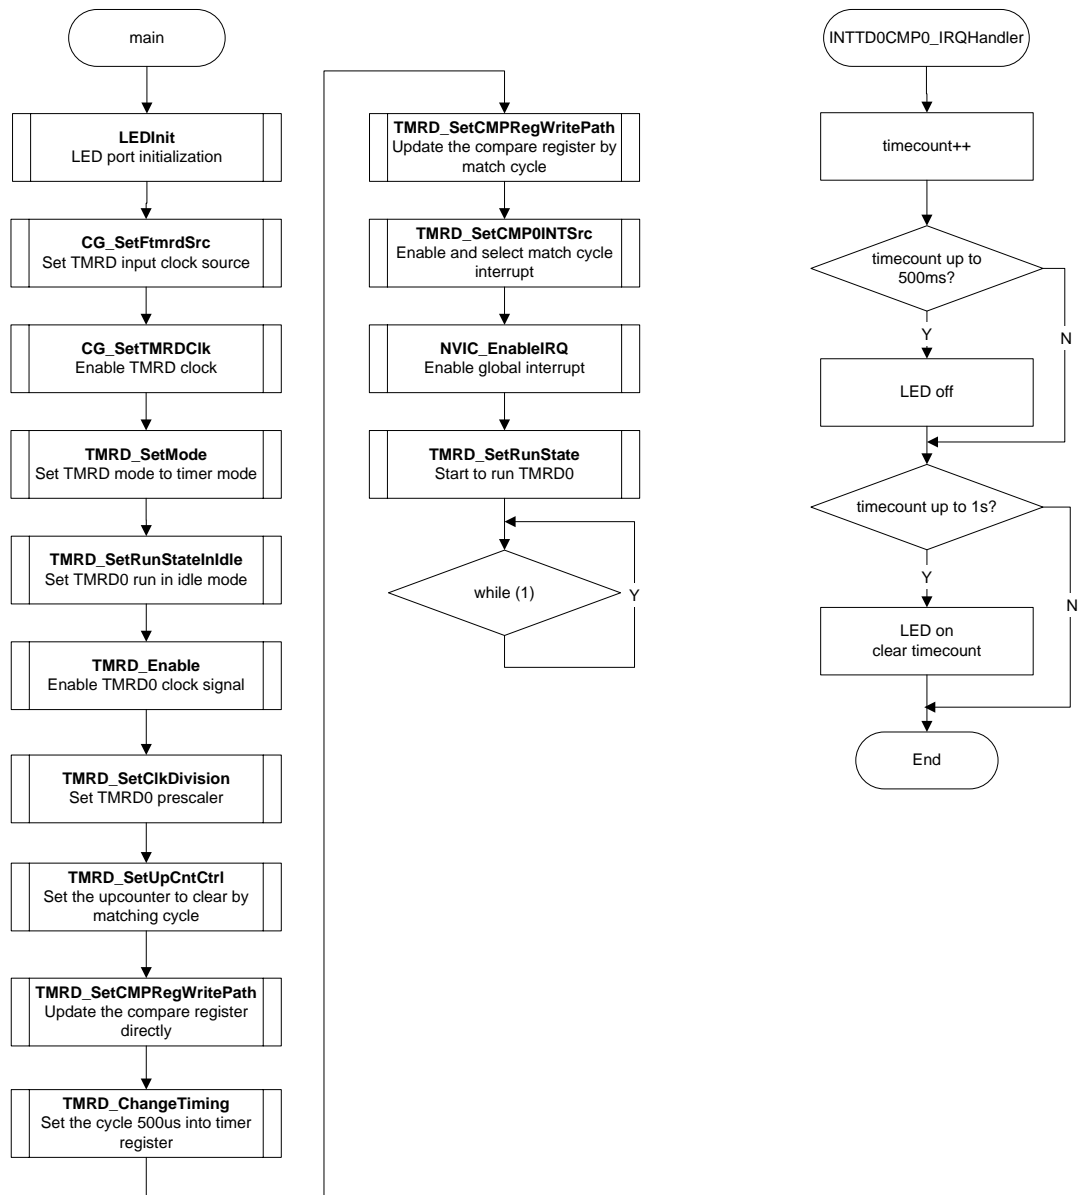 main
LEDInit
LED port initialization
CG_SetFtmrdSrc
Set TMRD input clock source
CG_SetTMRDClk
Enable TMRD clock
TMRD_SetMode
Set TMRD mode to timer mode
TMRD_SetRunStateInIdle
Set TMRD0 run in idle mode
TMRD_Enable
Enable TMRD0 clock signal
TMRD_SetClkDivision
Set TMRD0 prescaler
TMRD_SetUpCntCtrl
Set the upcounter to clear by
matching cycle
TMRD_SetCMPRegWritePath
Update the compare register
directly
TMRD_ChangeTiming
Set the cycle 500us into timer
register
TMRD_SetCMPRegWritePath
Update the compare register by
match cycle
TMRD_SetCMP0INTSrc
Enable and select match cycle
interrupt
NVIC_EnableIRQ
Enable global interrupt
TMRD_SetRunState
Start to run TMRD0
while (1)
Y
INTTD0CMP0_IRQHandler
timecount++
timecount up to
500ms?
Y
N
LED off
timecount up to 1s?
Y
N
LED on
clear timecount
End